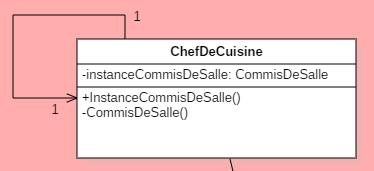 1
ChefDeCuisine
-instanceCommisDeSalle: CommisDeSalle
+InstanceCommisDeSalle()
1
-CommisDeSalle()